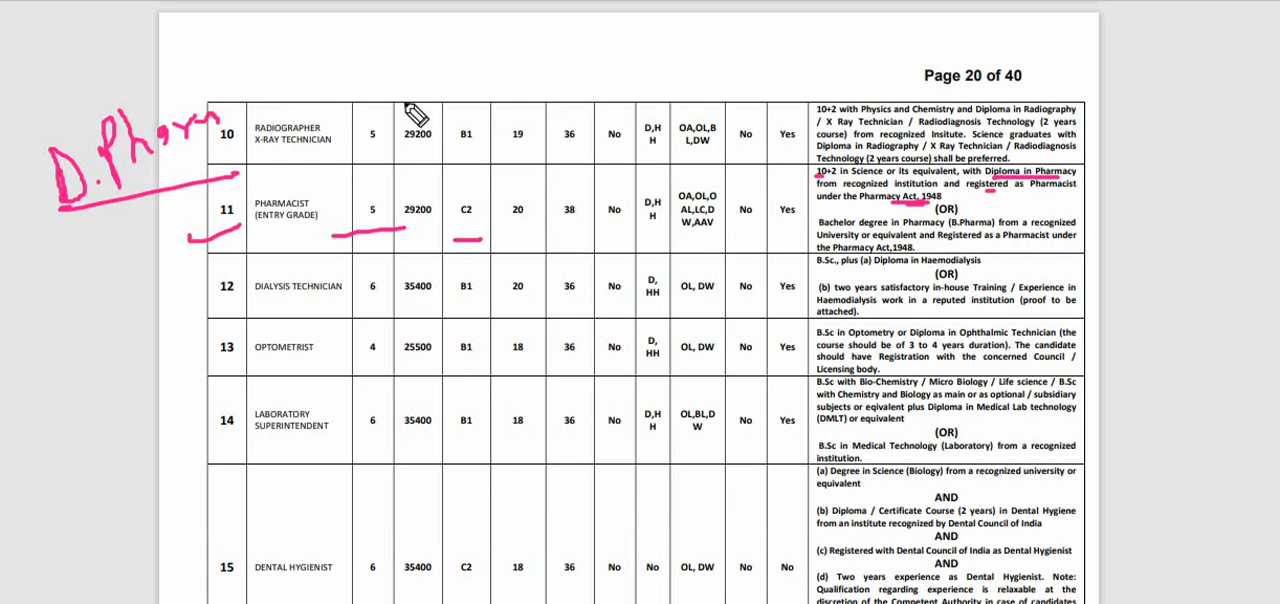 Page 20 of 40
D.Pharm
10 RADIOGRAPHER X-RAY TECHNICIAN 5 29200 B1 19 36 No D,H H OA,OL,B L,DW No Yes
10+2 with Physics and Chemistry and Diploma in Radiography
/ X Ray Technician / Radiodiagnosis Technology (2 years
course) from recognized Insitute. Science graduates with
Diploma in Radiography / X Ray Technician / Radiodiagnosis
Technology (2 years course) shall be preferred.
11 PHARMACIST (ENTRY GRADE) 5 29200 C2 20 38 No D,H H OA,OL,O AL,LC,D W,AAV No Yes
10+2 in Science or its equivalent, with Diploma in Pharmacy
from recognized institution and registered as Pharmacist
under the Pharmacy Act, 1948
(OR)
Bachelor degree in Pharmacy (B.Pharma) from a recognized
University or equivalent and Registered as a Pharmacist under
the Pharmacy Act,1948.
12 DIALYSIS TECHNICIAN 6 35400 B1 20 36 No D, HH OL, DW No Yes
B.Sc., plus (a) Diploma in Haemodialysis
(OR)
(b) two years satisfactory in-house Training / Experience in
Haemodialysis work in a reputed institution (proof to be
attached).
13 OPTOMETRIST 4 25500 B1 18 36 No D, HH OL, DW No Yes
B.Sc in Optometry or Diploma in Ophthalmic Technician (the
course should be of 3 to 4 years duration). The candidate
should have Registration with the concerned Council /
Licensing body.
14 LABORATORY SUPERINTENDENT 6 35400 B1 18 36 No D,H H OL,BL,D W No Yes
B.Sc with Bio-Chemistry / Micro Biology / Life science / B.Sc
with Chemistry and Biology as main or as optional / subsidiary
subjects or eqivalent plus Diploma in Medical Lab technology
(DMLT) or equivalent
(OR)
B.Sc in Medical Technology (Laboratory) from a recognized
institution.
15 DENTAL HYGIENIST 6 35400 C2 18 36 No No OL, DW No No
(a) Degree in Science (Biology) from a recognized university or
equivalent
AND
(b) Diploma / Certificate Course (2 years) in Dental Hygiene
from an institute recognized by Dental Council of India
AND
(c) Registered with Dental Council of India as Dental Hygienist
AND
(d) Two years experience as Dental Hygienist. Note:
Qualification regarding experience is relaxable at the
discretion of the Competent Authority in case of candidates